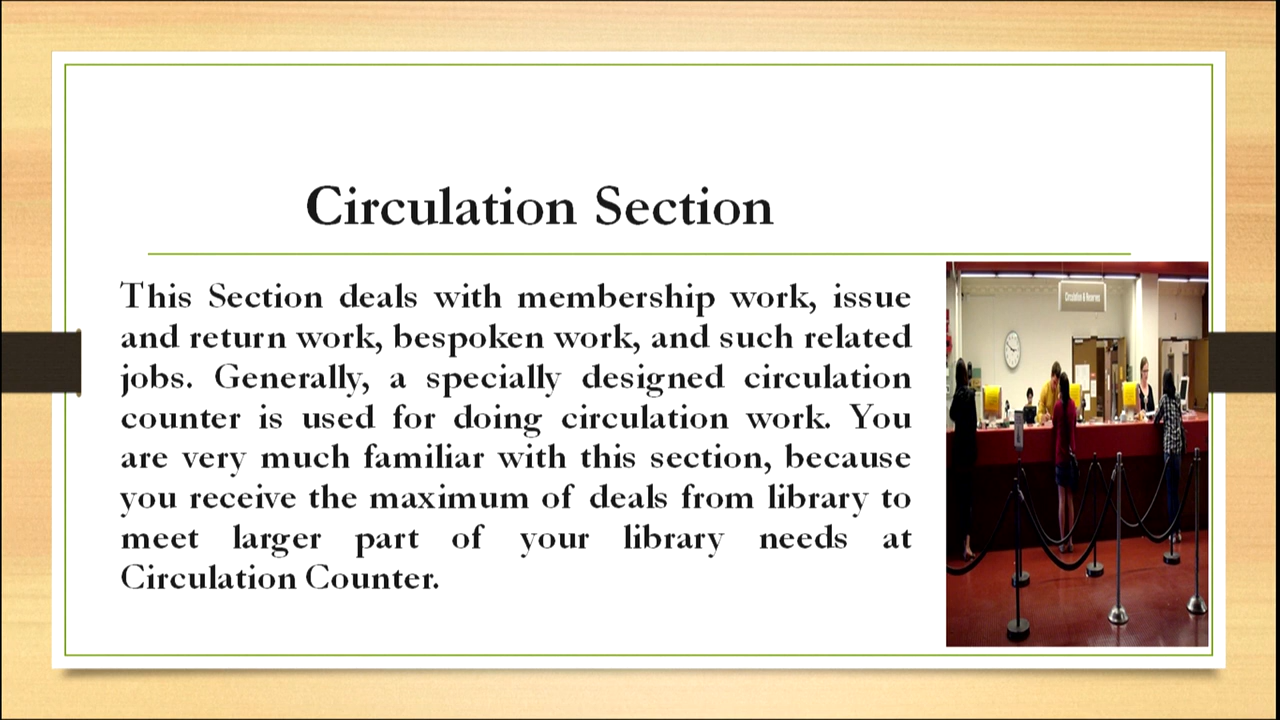 Circulation Section
This Section deals with membership work, issue
and return work, bespoken work, and such related
jobs. Generally, a specially designed circulation
counter is used for doing circulation work. You
are very much familiar with this section, because
you receive the maximum of deals from library to
meet larger part of your library needs at
Circulation Counter.
Circulation & Reserves